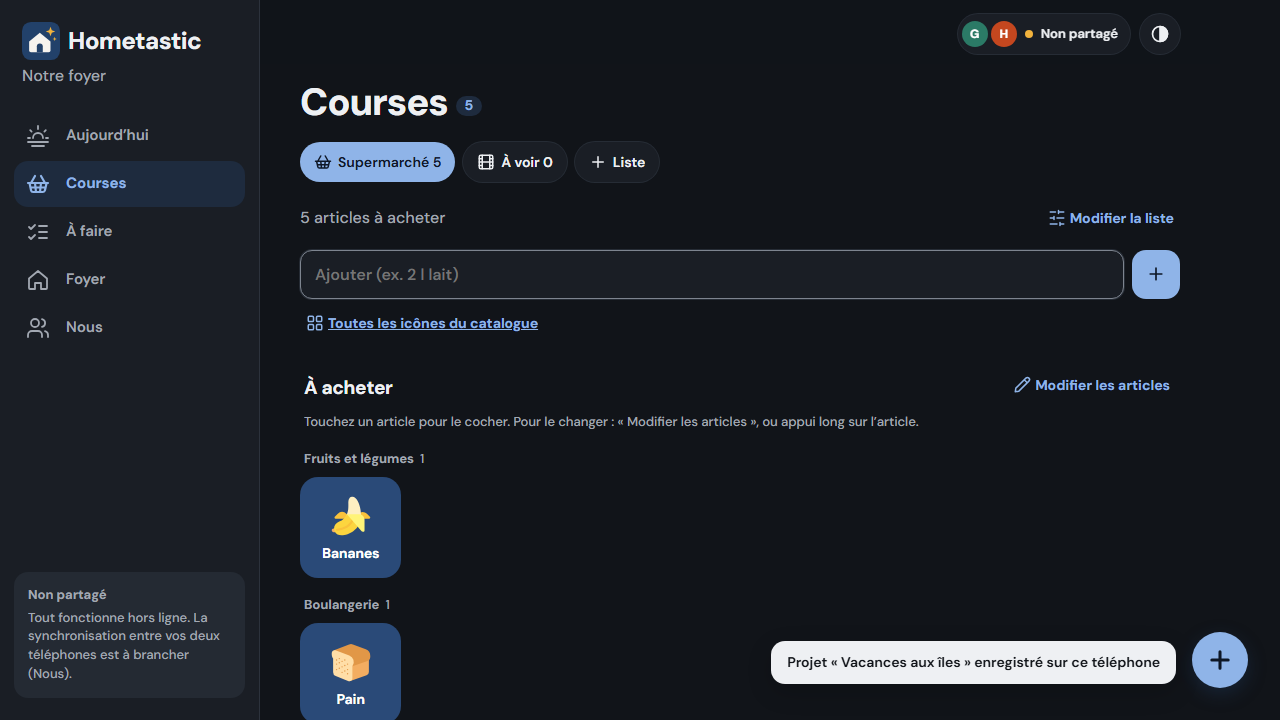 Hometastic
Notre foyer
Aujourd’hui
Courses
À faire
Foyer
Nous
Non partagé
Tout fonctionne hors ligne. La
synchronisation entre vos deux
téléphones est à brancher
(Nous).
G H Non partagé
Courses 5
Supermarché 5 À voir 0 Liste
5 articles à acheter
Modifier la liste
Ajouter (ex. 2 l lait)
Toutes les icônes du catalogue
À acheter
Modifier les articles
Touchez un article pour le cocher. Pour le changer : « Modifier les articles », ou appui long sur l’article.
Fruits et légumes 1
Bananes
Boulangerie 1
Pain
Projet « Vacances aux îles » enregistré sur ce téléphone